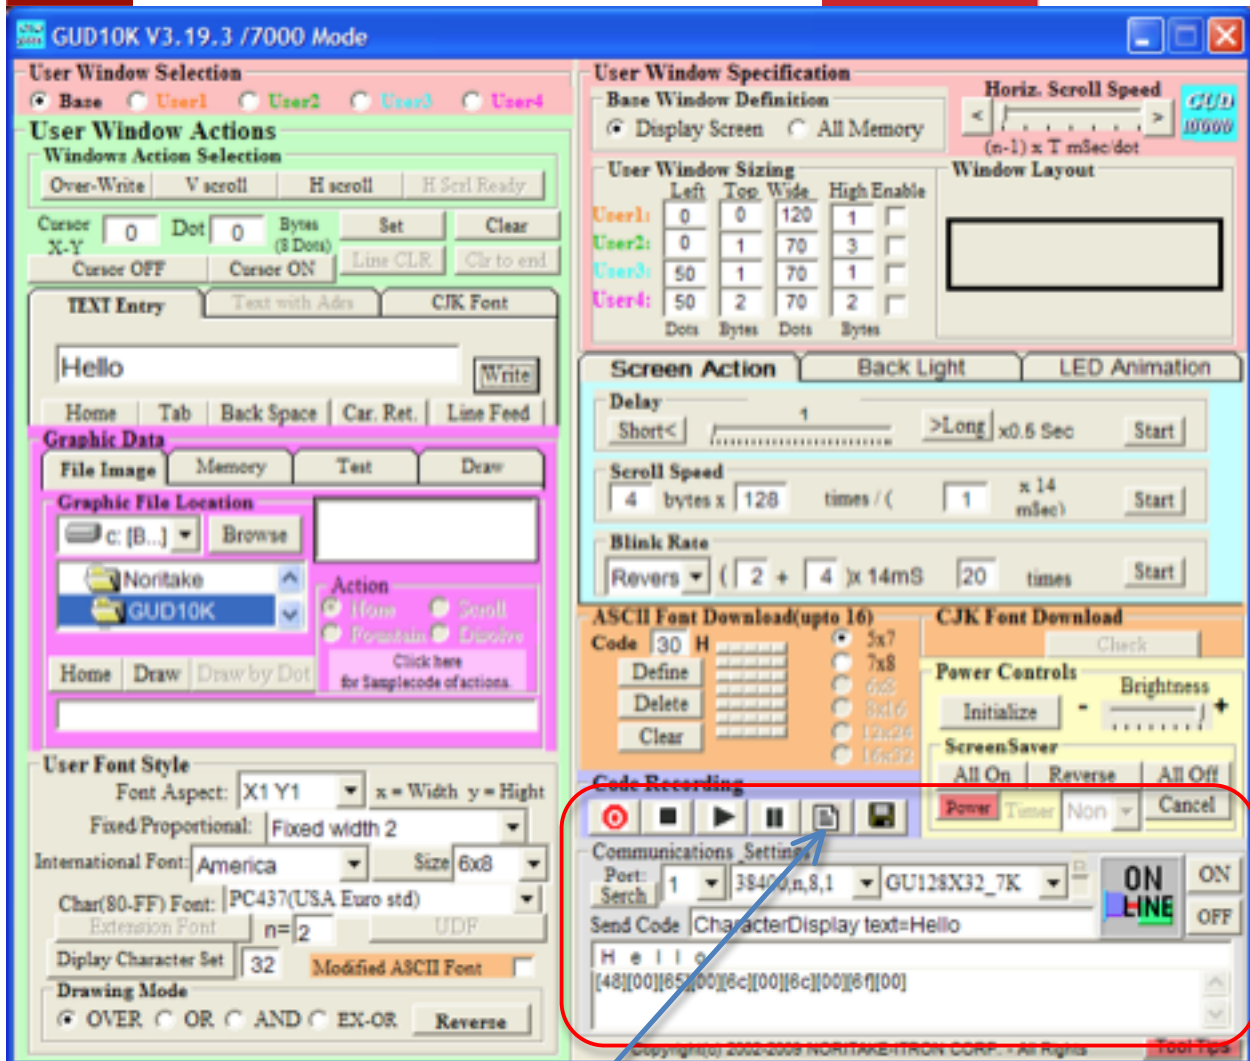 GUD10K V3.19.3 /7000 Mode
User Window Selection
Base User1 User2 User3 User4
User Window Actions
Windows Action Selection
Over-Write V scroll H scroll H Scrl Ready
Cursor X-Y 0 Dot 0 Bytes (8 Dots) Set Clear
Cursor OFF Cursor ON Line CLR Clr to end
TEXT Entry Text with Adrs CJK Font
Hello Write
Home Tab Back Space Car. Ret. Line Feed
Graphic Data
File Image Memory Test Draw
Graphic File Location
c: [B...] Browse
Noritake
GUD10K
Action
Home Scroll
Fountain Disolve
Click here
for Samplecode of actions.
Home Draw Draw by Dot
User Font Style
Font Aspect: X1 Y1 x = Width y = Hight
Fixed/Proportional: Fixed width 2
International Font: America Size 6x8
Char(80-FF) Font: PC437(USA Euro std)
Extension Font n= 2 UDF
Diplay Character Set 32 Modified ASCII Font
Drawing Mode
OVER OR AND EX-OR Reverse
User Window Specification
Base Window Definition
Display Screen All Memory
Horiz. Scroll Speed
< >
(n-1) x T mSec/dot
GUD
10'000
User Window Sizing
Left Top Wide High Enable
User1: 0 0 120 1
User2: 0 1 70 3
User3: 50 1 70 1
User4: 50 2 70 2
Dots Bytes Dots Bytes
Window Layout
Screen Action Back Light LED Animation
Delay
Short< 1 >Long x0.5 Sec Start
Scroll Speed
4 bytes x 128 times / ( 1 x 14 mSec) Start
Blink Rate
Revers ( 2 + 4 )x 14mS 20 times Start
ASCII Font Download(upto 16)
Code 30 H
Define
Delete
Clear
5x7
7x8
6x8
8x16
12x24
16x32
CJK Font Download
Check
Power Controls
Initialize - Brightness +
ScreenSaver
All On Reverse All Off
Power Timer Non Cancel
Code Recording
Communications Settings
Port: 1 38400,n,8,1 GU128X32_7K
Serch
ON LINE
ON
OFF
Send Code CharacterDisplay text=Hello
H e l l o
[48][00][65][00][6c][00][6c][00][6f][00]
Copyright(c) 2002-2009 NORITAKE-ITRON CORP. - All Rights
Tool Tips